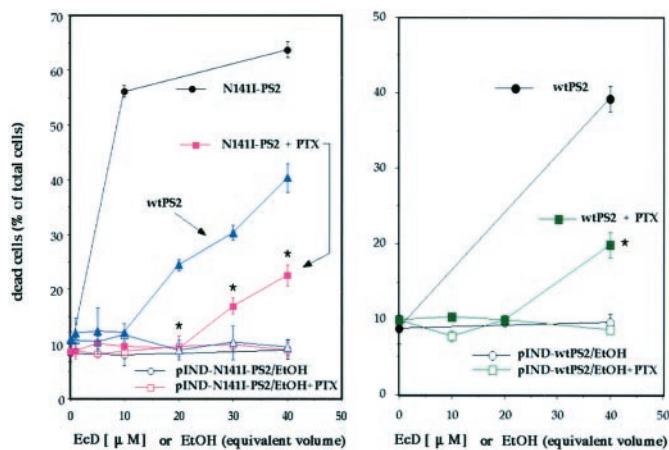 70
60
50
40
30
20
10
0
dead cells (% of total cells)
N141I-PS2
N141I-PS2 + PTX
wtPS2
*
*
*
pIND-N141I-PS2/EtOH
pIND-N141I-PS2/EtOH+PTX
0 10 20 30 40 50
EcD [ μ M] or EtOH (equivalent volume)
50
40
30
20
10
0
wtPS2
wtPS2 + PTX
*
pIND-wtPS2/EtOH
pIND-wtPS2/EtOH+PTX
0 10 20 30 40 50
EcD [ μ M] or EtOH (equivalent volume)